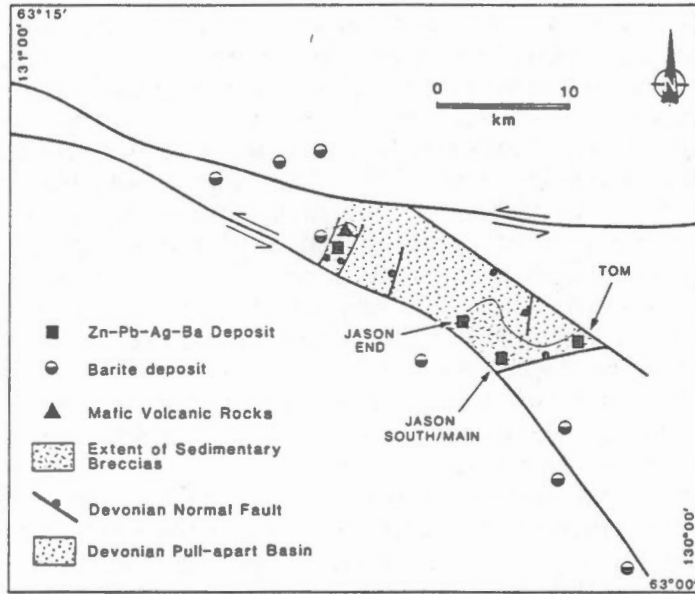 63°15'
131°00'
N
0 10
km
TOM
JASON
END
JASON
SOUTH/MAIN
Zn-Pb-Ag-Ba Deposit
Barite deposit
Mafic Volcanic Rocks
Extent of Sedimentary
Breccias
Devonian Normal Fault
Devonian Pull-apart Basin
130°00'
63°00'